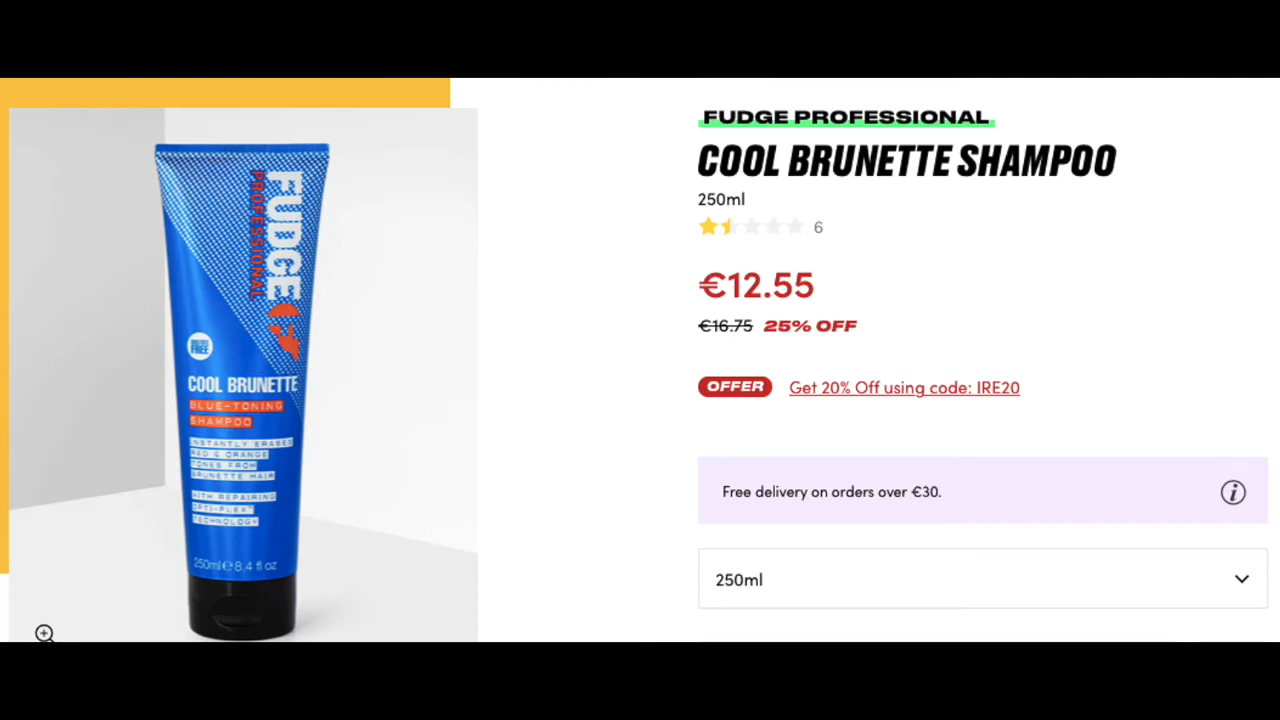 FUDGE PROFESSIONAL
COOL BRUNETTE SHAMPOO
250ml
6
€12.55
€16.75 25% OFF
OFFER Get 20% Off using code: IRE20
Free delivery on orders over €30.
250ml
FUDGE
PROFESSIONAL
FREE
COOL BRUNETTE
BLUE-TONING
SHAMPOO
INSTANTLY ERASES
RED & ORANGE
TONES FROM
BRUNETTE HAIR
WITH REPAIRING
OPTI-PLEX™
TECHNOLOGY
250ml℮8.4 fl oz